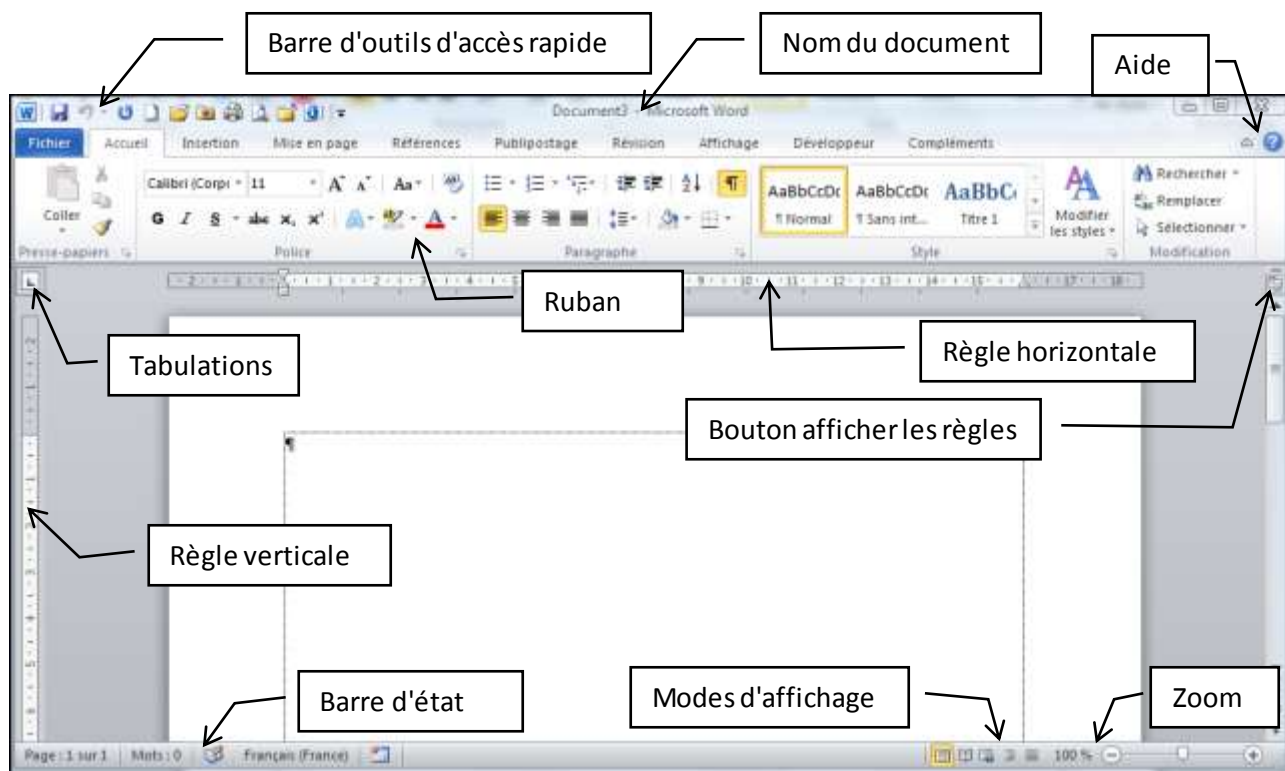 Barre d'outils d'accès rapide
Nom du document
Aide
Document3 - Microsoft Word
Fichier Accueil Insertion Mise en page Références Publipostage Révision Affichage Développeur Compléments
Calibri (Corp 11 Aa AaBbCcDc AaBbCcDc AaBbC Rechercher
Coller G I S abc x, x' A A ¶ Normal ¶ Sans int... Titre 1 Modifier les styles Remplacer
Sélectionner
Presse-papiers Police Paragraphe Style Modification
Ruban
Tabulations
Règle horizontale
Bouton afficher les règles
¶
Règle verticale
Barre d'état
Modes d'affichage
Zoom
Page : 1 sur 1 Mots : 0 Français (France) 100 %